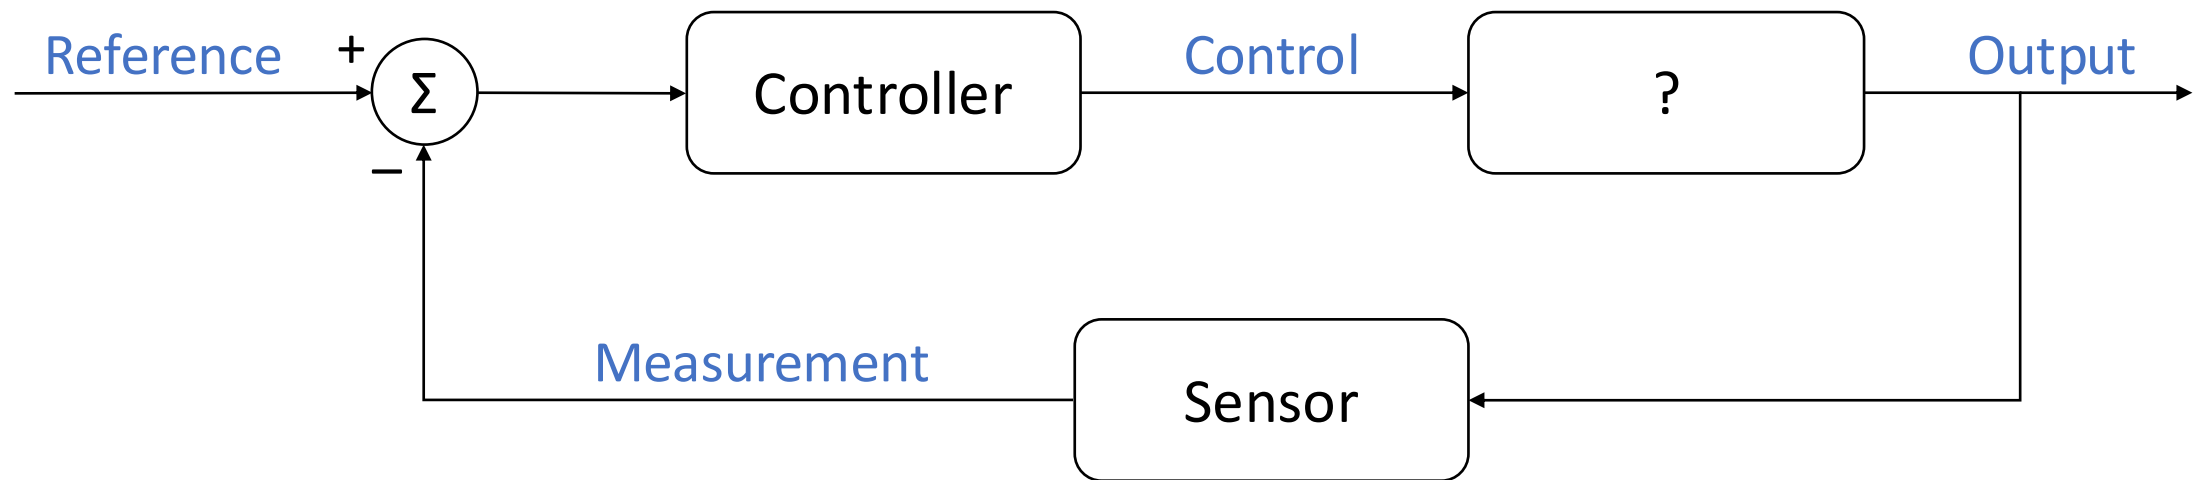 Reference
+
Σ
Controller
Control
?
Output
–
Measurement
Sensor